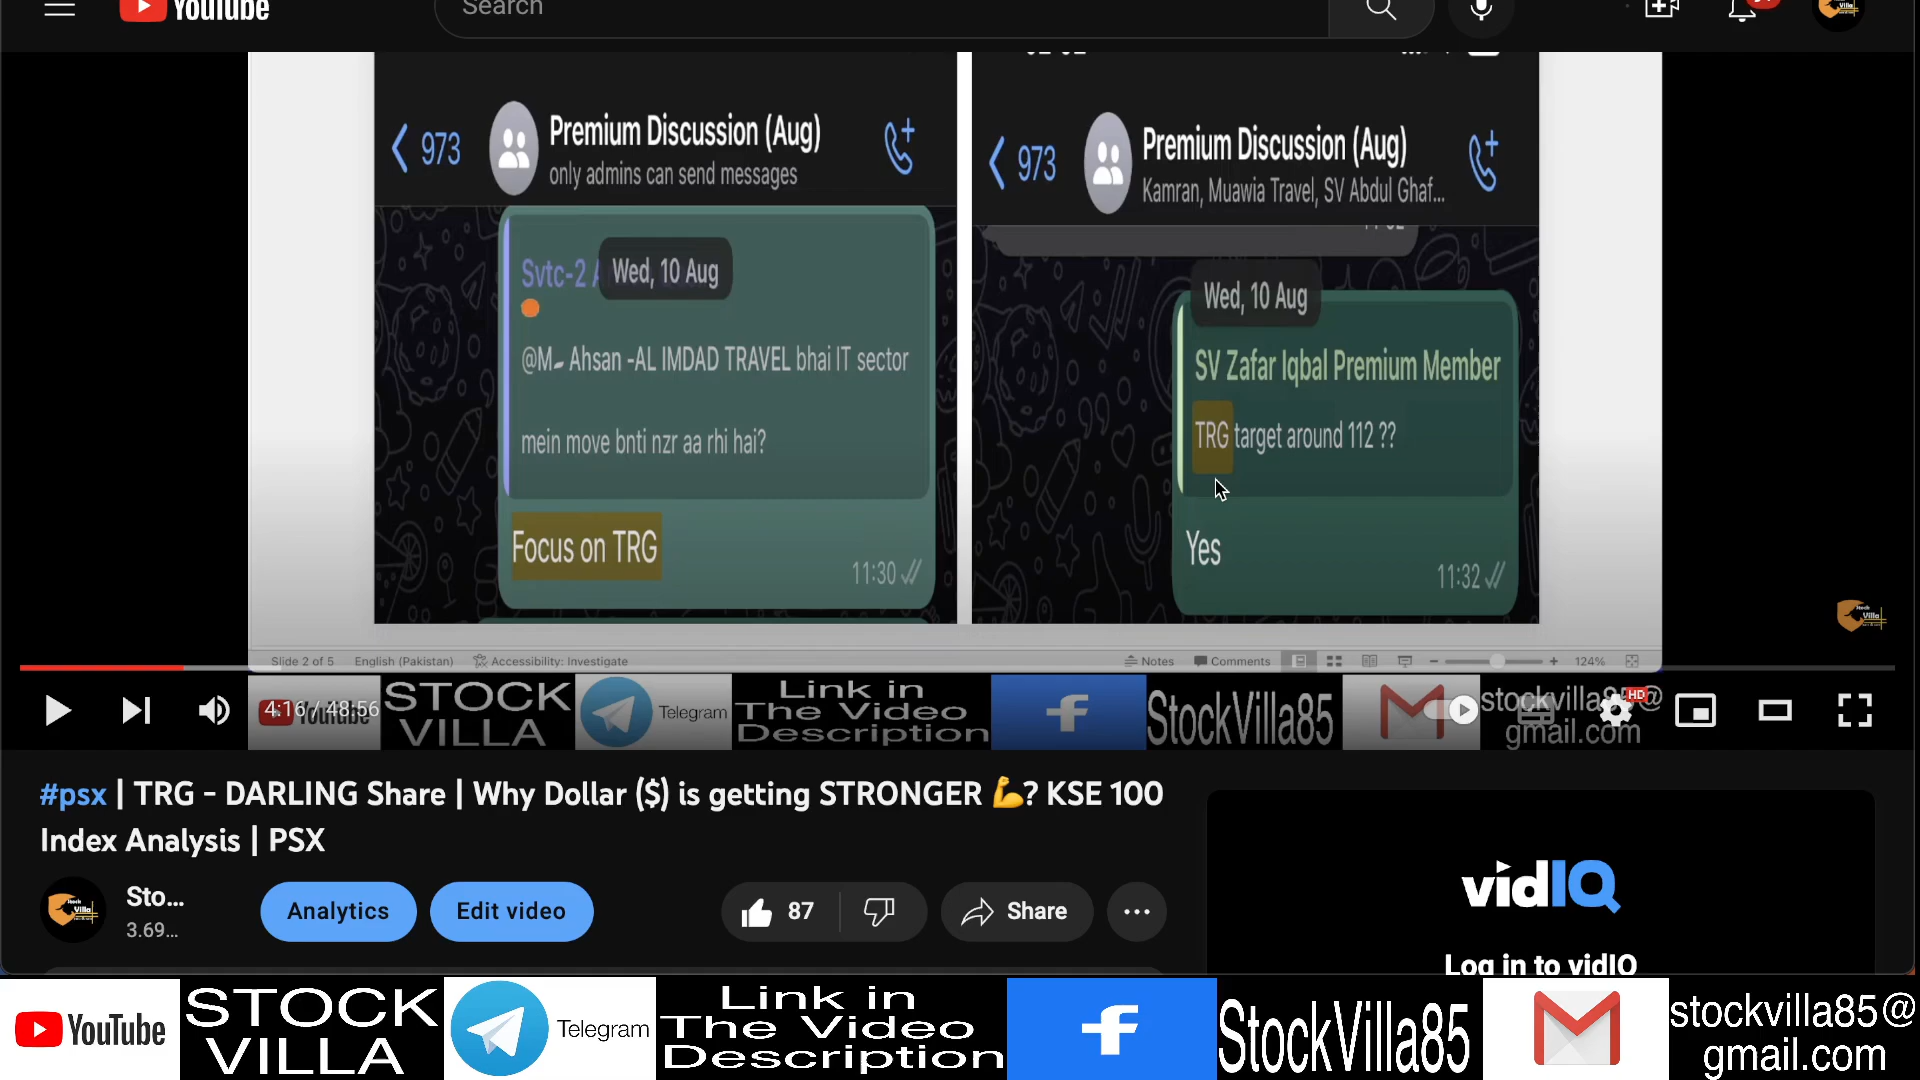 YouTube
Search
973
Premium Discussion (Aug)
only admins can send messages
Svtc-2
Wed, 10 Aug
@M Ahsan -AL IMDAD TRAVEL bhai IT sector
mein move bnti nzr aa rhi hai?
Focus on TRG
11:30
973
Premium Discussion (Aug)
Kamran, Muawia Travel, SV Abdul Ghaf...
Wed, 10 Aug
SV Zafar Iqbal Premium Member
TRG target around 112 ??
Yes
11:32
Stock
Villa
Slide 2 of 5 English (Pakistan) Accessibility: Investigate
Notes Comments 124%
4:16 / 48:56
STOCK
VILLA
Telegram
Link in
The Video
Description
StockVilla85
stockvilla85@
gmail.com
HD
#psx | TRG - DARLING Share | Why Dollar ($) is getting STRONGER 💪? KSE 100
Index Analysis | PSX
Sto...
3.69...
Analytics
Edit video
87
Share
vidIQ
Log in to vidIQ
YouTube
STOCK
VILLA
Telegram
Link in
The Video
Description
StockVilla85
stockvilla85@
gmail.com